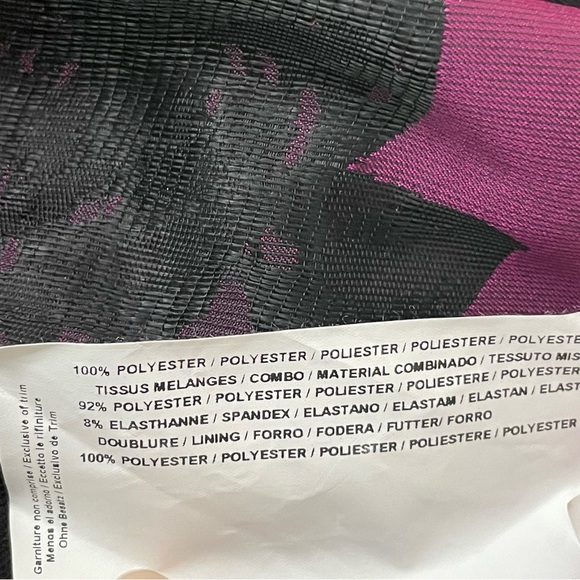 100% POLYESTER / POLYESTER / POLIESTER / POLIESTERE / POLYESTE
TISSUS MELANGES / COMBO / MATERIAL COMBINADO / TESSUTO MIS
92% POLYESTER / POLYESTER / POLIESTER / POLIESTERE / POLYESTER
8% ELASTHANNE / SPANDEX / ELASTANO / ELASTAM / ELASTAN / ELAST
DOUBLURE / LINING / FORRO / FODERA / FUTTER/ FORRO
100% POLYESTER / POLYESTER / POLIESTER / POLIESTERE / POLYESTER
Garniture non comprise / Exclusive of trim
Menos el adorno / Eccetto le rifiniture
Ohne Besatz / Exclusivo de Trim